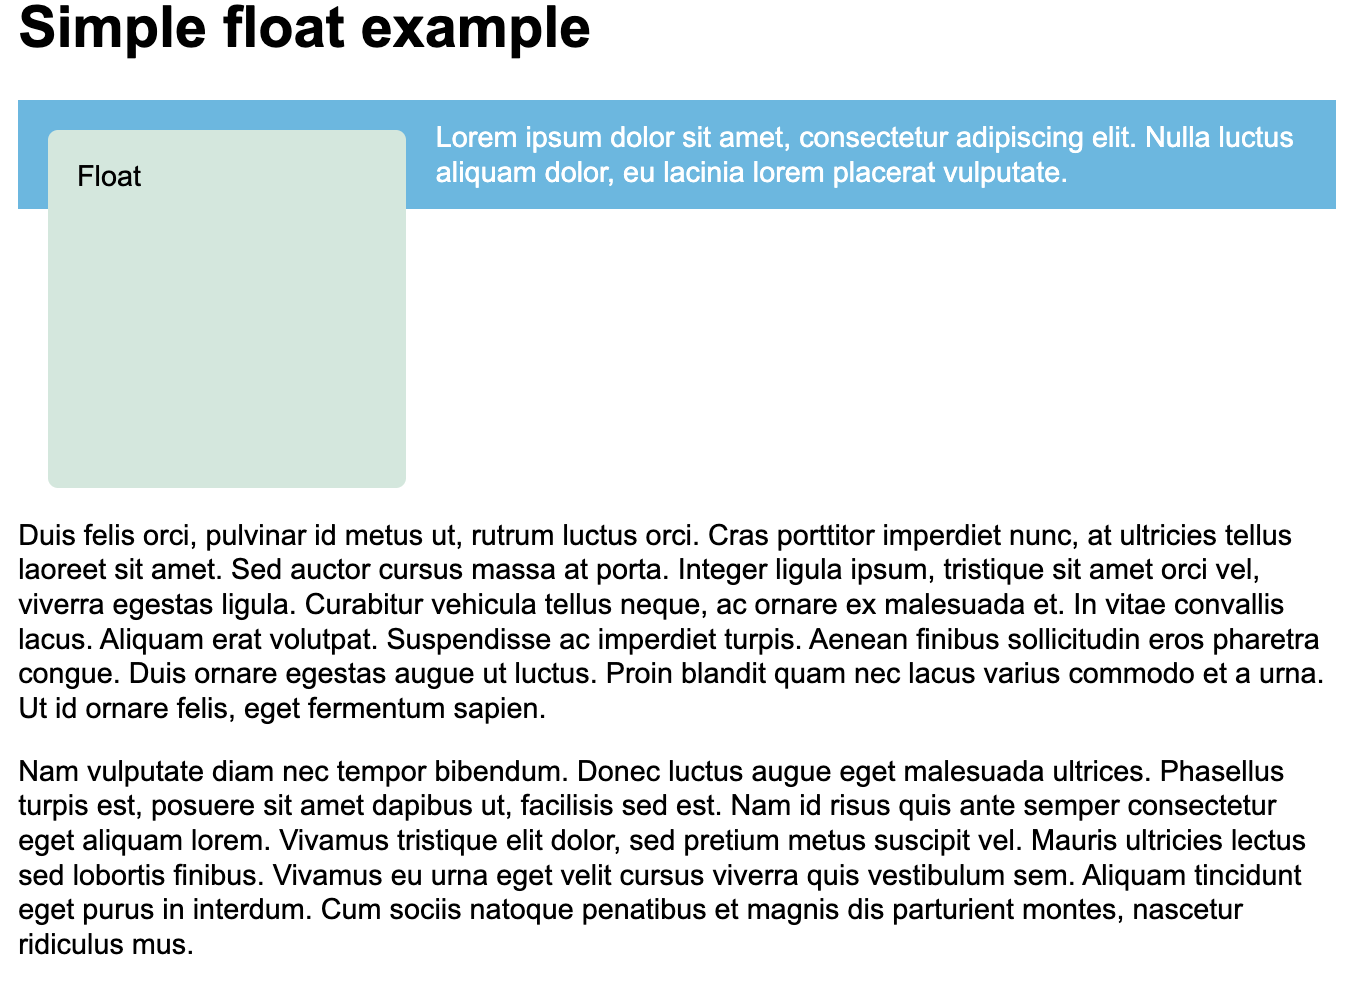 Simple float example
Float
Lorem ipsum dolor sit amet, consectetur adipiscing elit. Nulla luctus
aliquam dolor, eu lacinia lorem placerat vulputate.
Duis felis orci, pulvinar id metus ut, rutrum luctus orci. Cras porttitor imperdiet nunc, at ultricies tellus
laoreet sit amet. Sed auctor cursus massa at porta. Integer ligula ipsum, tristique sit amet orci vel,
viverra egestas ligula. Curabitur vehicula tellus neque, ac ornare ex malesuada et. In vitae convallis
lacus. Aliquam erat volutpat. Suspendisse ac imperdiet turpis. Aenean finibus sollicitudin eros pharetra
congue. Duis ornare egestas augue ut luctus. Proin blandit quam nec lacus varius commodo et a urna.
Ut id ornare felis, eget fermentum sapien.
Nam vulputate diam nec tempor bibendum. Donec luctus augue eget malesuada ultrices. Phasellus
turpis est, posuere sit amet dapibus ut, facilisis sed est. Nam id risus quis ante semper consectetur
eget aliquam lorem. Vivamus tristique elit dolor, sed pretium metus suscipit vel. Mauris ultricies lectus
sed lobortis finibus. Vivamus eu urna eget velit cursus viverra quis vestibulum sem. Aliquam tincidunt
eget purus in interdum. Cum sociis natoque penatibus et magnis dis parturient montes, nascetur
ridiculus mus.